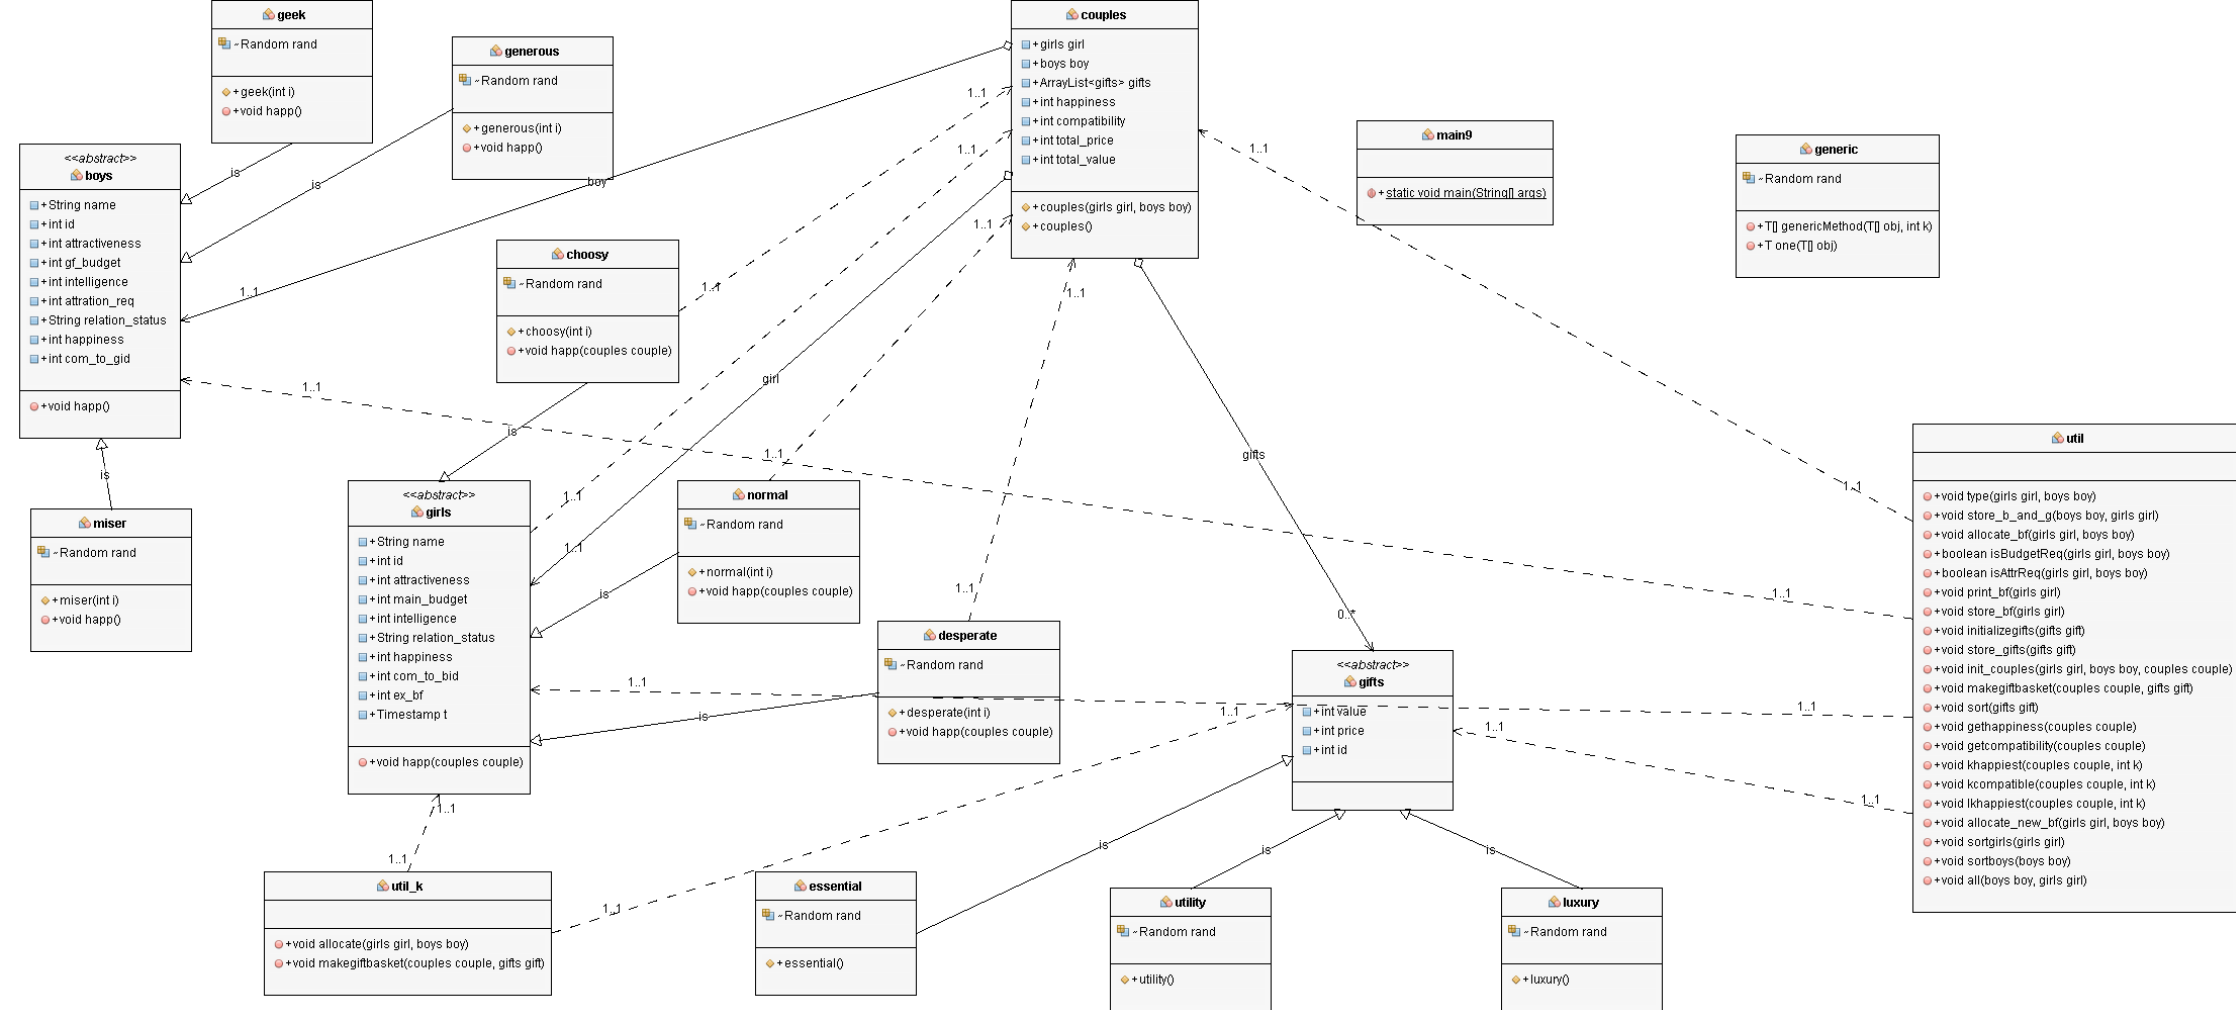 geek
~Random rand
+geek(int i)
+void happ()
generous
~Random rand
+generous(int i)
+void happ()
couples
+girls girl
+boys boy
+ArrayList<gifts> gifts
+int happiness
+int compatibility
+int total_price
+int total_value
+couples(girls girl, boys boy)
+couples()
main9
+static void main(String[] args)
generic
~Random rand
+T[] genericMethod(T[] obj, int k)
+T one(T[] obj)
<<abstract>>
boys
+String name
+int id
+int attractiveness
+int gf_budget
+int intelligence
+int attration_req
+String relation_status
+int happiness
+int com_to_gid
+void happ()
is
is
boy
1..1
1..1
1..1
1..1
1..1
1..1
choosy
~Random rand
+choosy(int i)
+void happ(couples couple)
1..1
1..1
girl
is
1..1
gifts
1..1
is
miser
~Random rand
+miser(int i)
+void happ()
<<abstract>>
girls
+String name
+int id
+int attractiveness
+int main_budget
+int intelligence
+String relation_status
+int happiness
+int com_to_bid
+int ex_bf
+Timestamp t
+void happ(couples couple)
1..1
1..1
is
normal
~Random rand
+normal(int i)
+void happ(couples couple)
1..1
desperate
~Random rand
+desperate(int i)
+void happ(couples couple)
1..1
is
0..*
<<abstract>>
gifts
+int value
+int price
+int id
1..1
1..1
1..1
1..1
1..1
1..1
util
+void type(girls girl, boys boy)
+void store_b_and_g(boys boy, girls girl)
+void allocate_bf(girls girl, boys boy)
+boolean isBudgetReq(girls girl, boys boy)
+boolean isAttrReq(girls girl, boys boy)
+void print_bf(girls girl)
+void store_bf(girls girl)
+void initializegifts(gifts gift)
+void store_gifts(gifts gift)
+void init_couples(girls girl, boys boy, couples couple)
+void makegiftbasket(couples couple, gifts gift)
+void sort(gifts gift)
+void gethappiness(couples couple)
+void getcompatibility(couples couple)
+void khappiest(couples couple, int k)
+void kcompatible(couples couple, int k)
+void lkhappiest(couples couple, int k)
+void allocate_new_bf(girls girl, boys boy)
+void sortgirls(girls girl)
+void sortboys(boys boy)
+void all(boys boy, girls girl)
1..1
1..1
util_k
+void allocate(girls girl, boys boy)
+void makegiftbasket(couples couple, gifts gift)
1..1
is
is
is
essential
~Random rand
+essential()
utility
~Random rand
+utility()
luxury
~Random rand
+luxury()